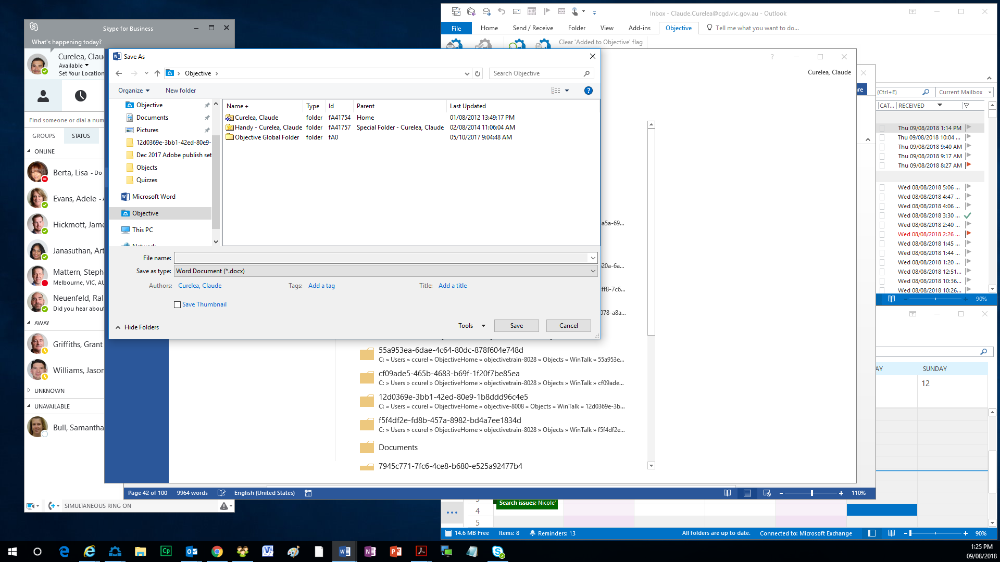 Skype for Business
What's happening today?
Curelea, Clau
Available
Set Your Location
Find someone or dial a num
GROUPS
STATUS
ONLINE
Berta, Lisa - Do
Evans, Adele - A
Hickmott, Jame
Janasuthan, Art
Mattern, Steph
Melbourne, VIC, AU
Neuenfeld, Ral
Did you hear about
AWAY
Griffiths, Grant
Williams, Jason
UNKNOWN
UNAVAILABLE
Bull, Samantha
SIMULTANEOUS RING ON
Inbox - Claude.Curelea@cgd.vic.gov.au - Outlook
File Home Send / Receive Folder View Add-ins Objective Tell me what you want to do...
Clear 'Added to Objective' flag
Save As
Objective
Search Objective
Organize New folder
Objective
Documents
Pictures
12d0369e-3bb1-42ed-80e9-
Dec 2017 Adobe publish set
Objects
Quizzes
Microsoft Word
Objective
This PC
Network
Name Type Id Parent Last Updated
Curelea, Claude folder fA41754 Home 01/08/2012 13:49:17 PM
Handy - Curelea, Claude folder fA41757 Special Folder - Curelea, Claude 02/08/2014 11:06:04 AM
Objective Global Folder folder fA0 05/10/2017 9:04:48 AM
File name:
Save as type: Word Document (*.docx)
Authors: Curelea, Claude Tags: Add a tag Title: Add a title
Save Thumbnail
Hide Folders
Tools Save Cancel
Curelea, Claude
are
a5a-69...
20a-6a...
ff8-7c6...
078-a8a...
55a953ea-6dae-4c64-80dc-878f604e748d
C: » Users » ccurel » ObjectiveHome » objectivetrain-8028 » Objects » WinTalk » 55a953e...
cf09ade5-465b-4683-b69f-1f20f7be85ea
C: » Users » ccurel » ObjectiveHome » objectivetrain-8028 » Objects » WinTalk » cf09ade...
12d0369e-3bb1-42ed-80e9-1b8ddd96c4e5
C: » Users » ccurel » ObjectiveHome » objective-8008 » Objects » WinTalk » 12d0369e-3b...
f5f4df2e-fd8b-457a-8982-bd4a7ee1834d
C: » Users » ccurel » ObjectiveHome » objectivetrain-8028 » Objects » WinTalk » f5f4df2e...
Documents
7945c771-7fc6-4ce8-b680-e525a92477b4
Page 42 of 100 9964 words English (United States) 110%
(Ctrl+E) Current Mailbox
CAT... RECEIVED
Thu 09/08/2018 1:14 PM
Thu 09/08/2018 10:04 ...
Thu 09/08/2018 9:40 AM
Thu 09/08/2018 9:17 AM
Thu 09/08/2018 8:27 AM
Wed 08/08/2018 5:06 ...
Wed 08/08/2018 4:47 ...
Wed 08/08/2018 4:06 ...
Wed 08/08/2018 3:30 ...
Wed 08/08/2018 2:40 ...
Wed 08/08/2018 2:26 ...
Wed 08/08/2018 1:45 ...
Wed 08/08/2018 1:44 ...
Wed 08/08/2018 1:20 ...
Wed 08/08/2018 12:51...
Wed 08/08/2018 10:36...
Wed 08/08/2018 10:26...
90%
AY SUNDAY
12
Search issues; Nicole'
4
5
14.6 MB Free Items: 8 Reminders: 13 All folders are up to date. Connected to: Microsoft Exchange 90%
1:25 PM
09/08/2018